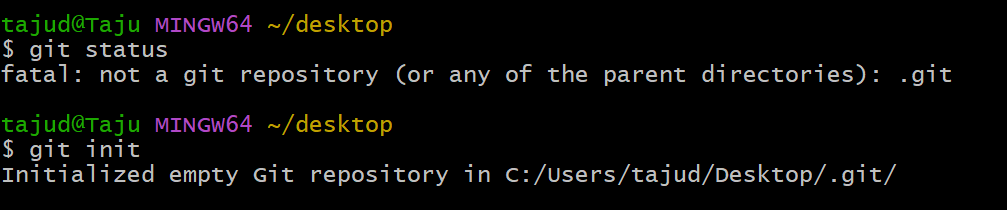 tajud@Taju MINGW64 ~/desktop
$ git status
fatal: not a git repository (or any of the parent directories): .git
tajud@Taju MINGW64 ~/desktop
$ git init
Initialized empty Git repository in C:/Users/tajud/Desktop/.git/